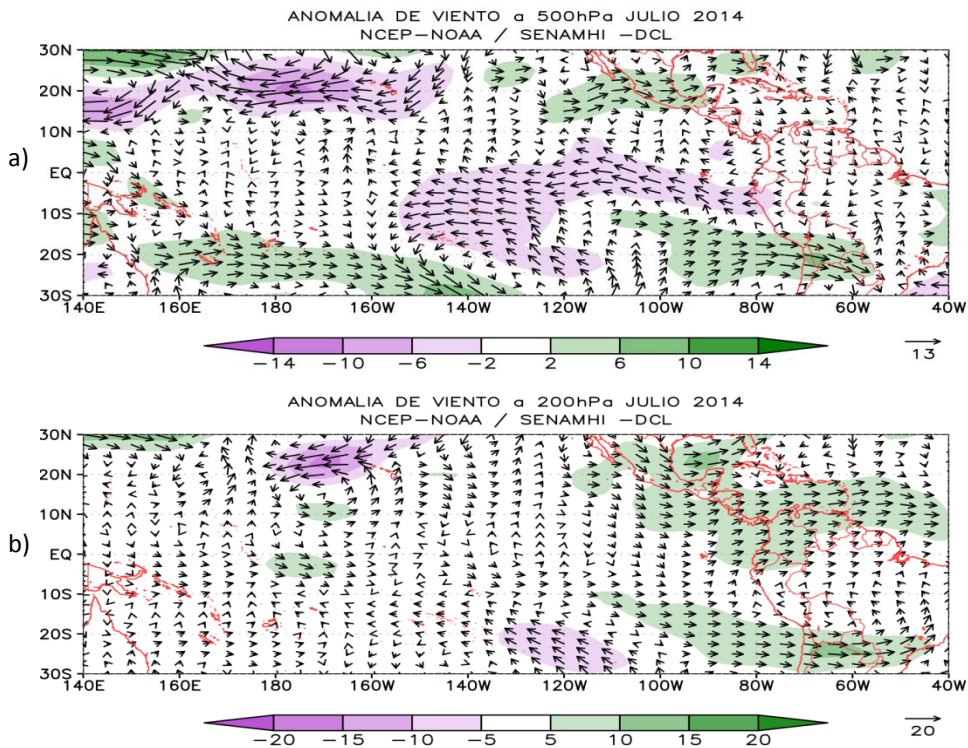 ANOMALIA DE VIENTO a 500hPa JULIO 2014
NCEP-NOAA / SENAMHI -DCL
a)
30N
20N
10N
EQ
10S
20S
30S
140E 160E 180 160W 140W 120W 100W 80W 60W 40W
-14 -10 -6 -2 2 6 10 14
13
ANOMALIA DE VIENTO a 200hPa JULIO 2014
NCEP-NOAA / SENAMHI -DCL
b)
30N
20N
10N
EQ
10S
20S
30S
140E 160E 180 160W 140W 120W 100W 80W 60W 40W
-20 -15 -10 -5 5 10 15 20
20